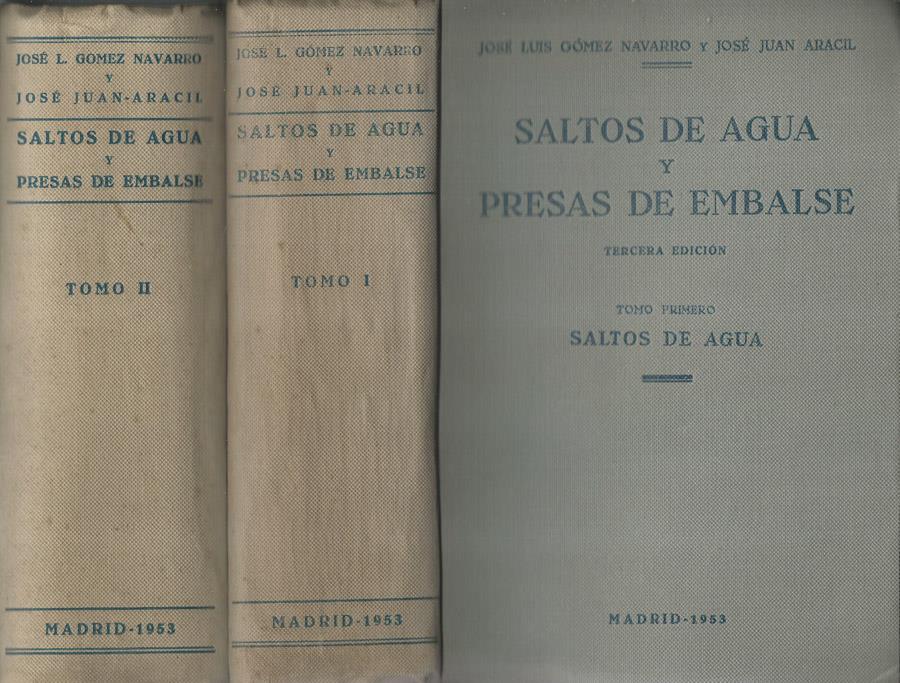 JOSÉ L. GOMEZ NAVARRO
Y
JOSÉ JUAN-ARACIL
SALTOS DE AGUA
Y
PRESAS DE EMBALSE
TOMO II
MADRID-1953
JOSÉ L. GÓMEZ NAVARRO
Y
JOSÉ JUAN-ARACIL
SALTOS DE AGUA
Y
PRESAS DE EMBALSE
TOMO I
MADRID-1953
JOSÉ LUIS GÓMEZ NAVARRO Y JOSÉ JUAN ARACIL
SALTOS DE AGUA
Y
PRESAS DE EMBALSE
TERCERA EDICIÓN
TOMO PRIMERO
SALTOS DE AGUA
MADRID-1953